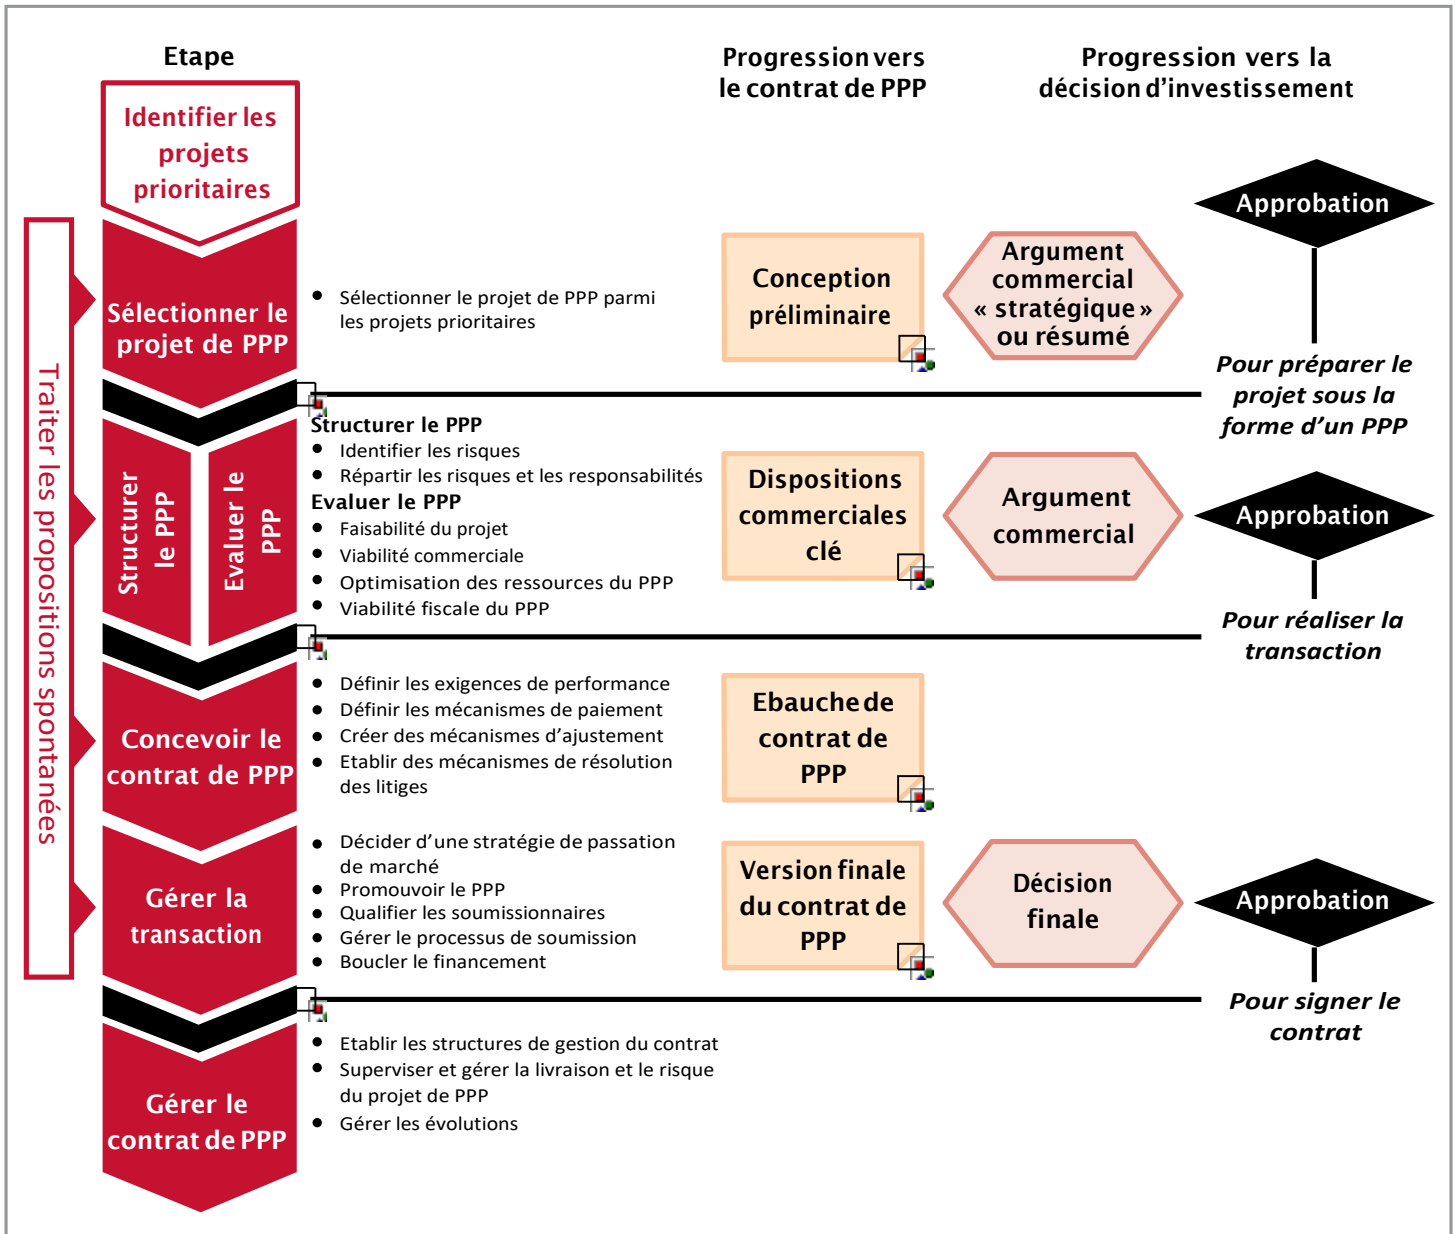 Etape
Progression vers
le contrat de PPP
Progression vers la
décision d’investissement
Identifier les
projets
prioritaires
Traiter les propositions spontanées
Sélectionner le
projet de PPP
• Sélectionner le projet de PPP parmi
les projets prioritaires
Conception
préliminaire
Argument
commercial
« stratégique »
ou résumé
Approbation
Pour préparer le
projet sous la
forme d’un PPP
Structurer
le PPP
Evaluer le
PPP
Structurer le PPP
• Identifier les risques
• Répartir les risques et les responsabilités
Evaluer le PPP
• Faisabilité du projet
• Viabilité commerciale
• Optimisation des ressources du PPP
• Viabilité fiscale du PPP
Dispositions
commerciales
clé
Argument
commercial
Approbation
Pour réaliser la
transaction
Concevoir le
contrat de PPP
• Définir les exigences de performance
• Définir les mécanismes de paiement
• Créer des mécanismes d’ajustement
• Etablir des mécanismes de résolution
des litiges
Ebauche de
contrat de
PPP
Gérer la
transaction
• Décider d’une stratégie de passation
de marché
• Promouvoir le PPP
• Qualifier les soumissionnaires
• Gérer le processus de soumission
• Boucler le financement
Version finale
du contrat de
PPP
Décision
finale
Approbation
Pour signer le
contrat
Gérer le
contrat de PPP
• Etablir les structures de gestion du contrat
• Superviser et gérer la livraison et le risque
du projet de PPP
• Gérer les évolutions